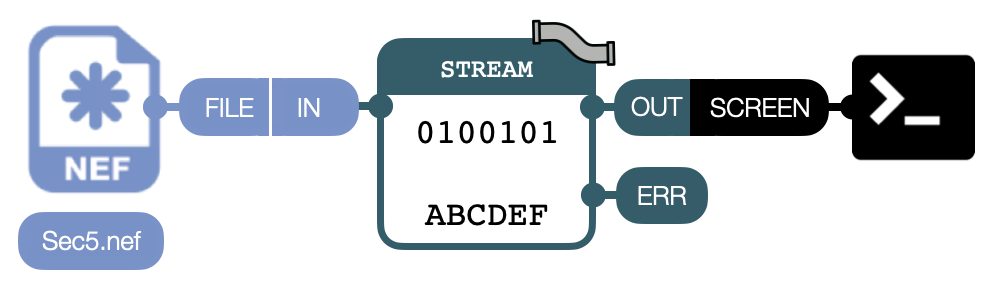 NEF
Sec5.nef
FILE IN
STREAM
0100101
ABCDEF
OUT SCREEN
ERR
>_